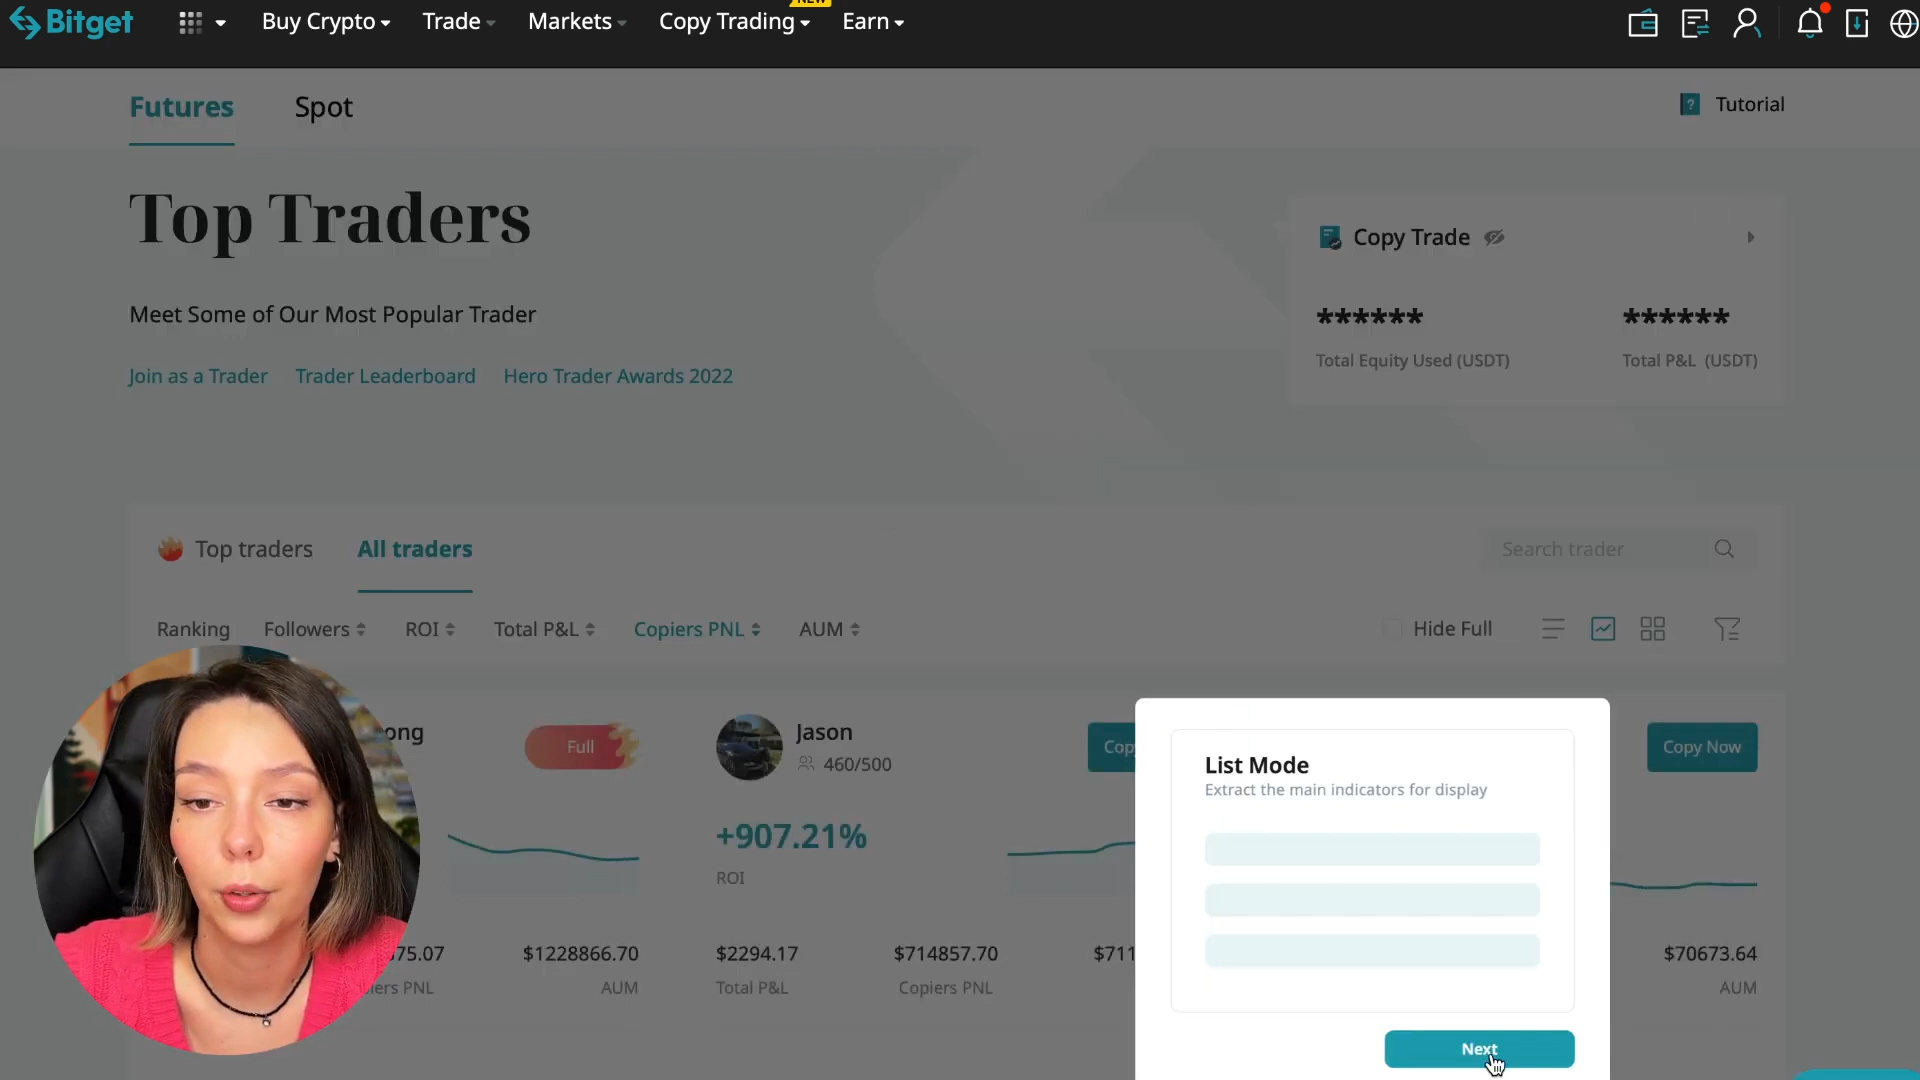 Bitget
Buy Crypto
Trade
Markets
Copy Trading
NEW
Earn
Futures
Spot
Tutorial
Top Traders
Meet Some of Our Most Popular Trader
Join as a Trader
Trader Leaderboard
Hero Trader Awards 2022
Copy Trade
******
******
Total Equity Used (USDT)
Total P&L (USDT)
Top traders
All traders
Search trader
Ranking
Followers
ROI
Total P&L
Copiers PNL
AUM
Hide Full
Full
Jason
460/500
Copy Now
+907.21%
ROI
List Mode
Extract the main indicators for display
75.07
$1228866.70
$2294.17
$714857.70
$711
$70673.64
PNL
AUM
Total P&L
Copiers PNL
AUM
Next